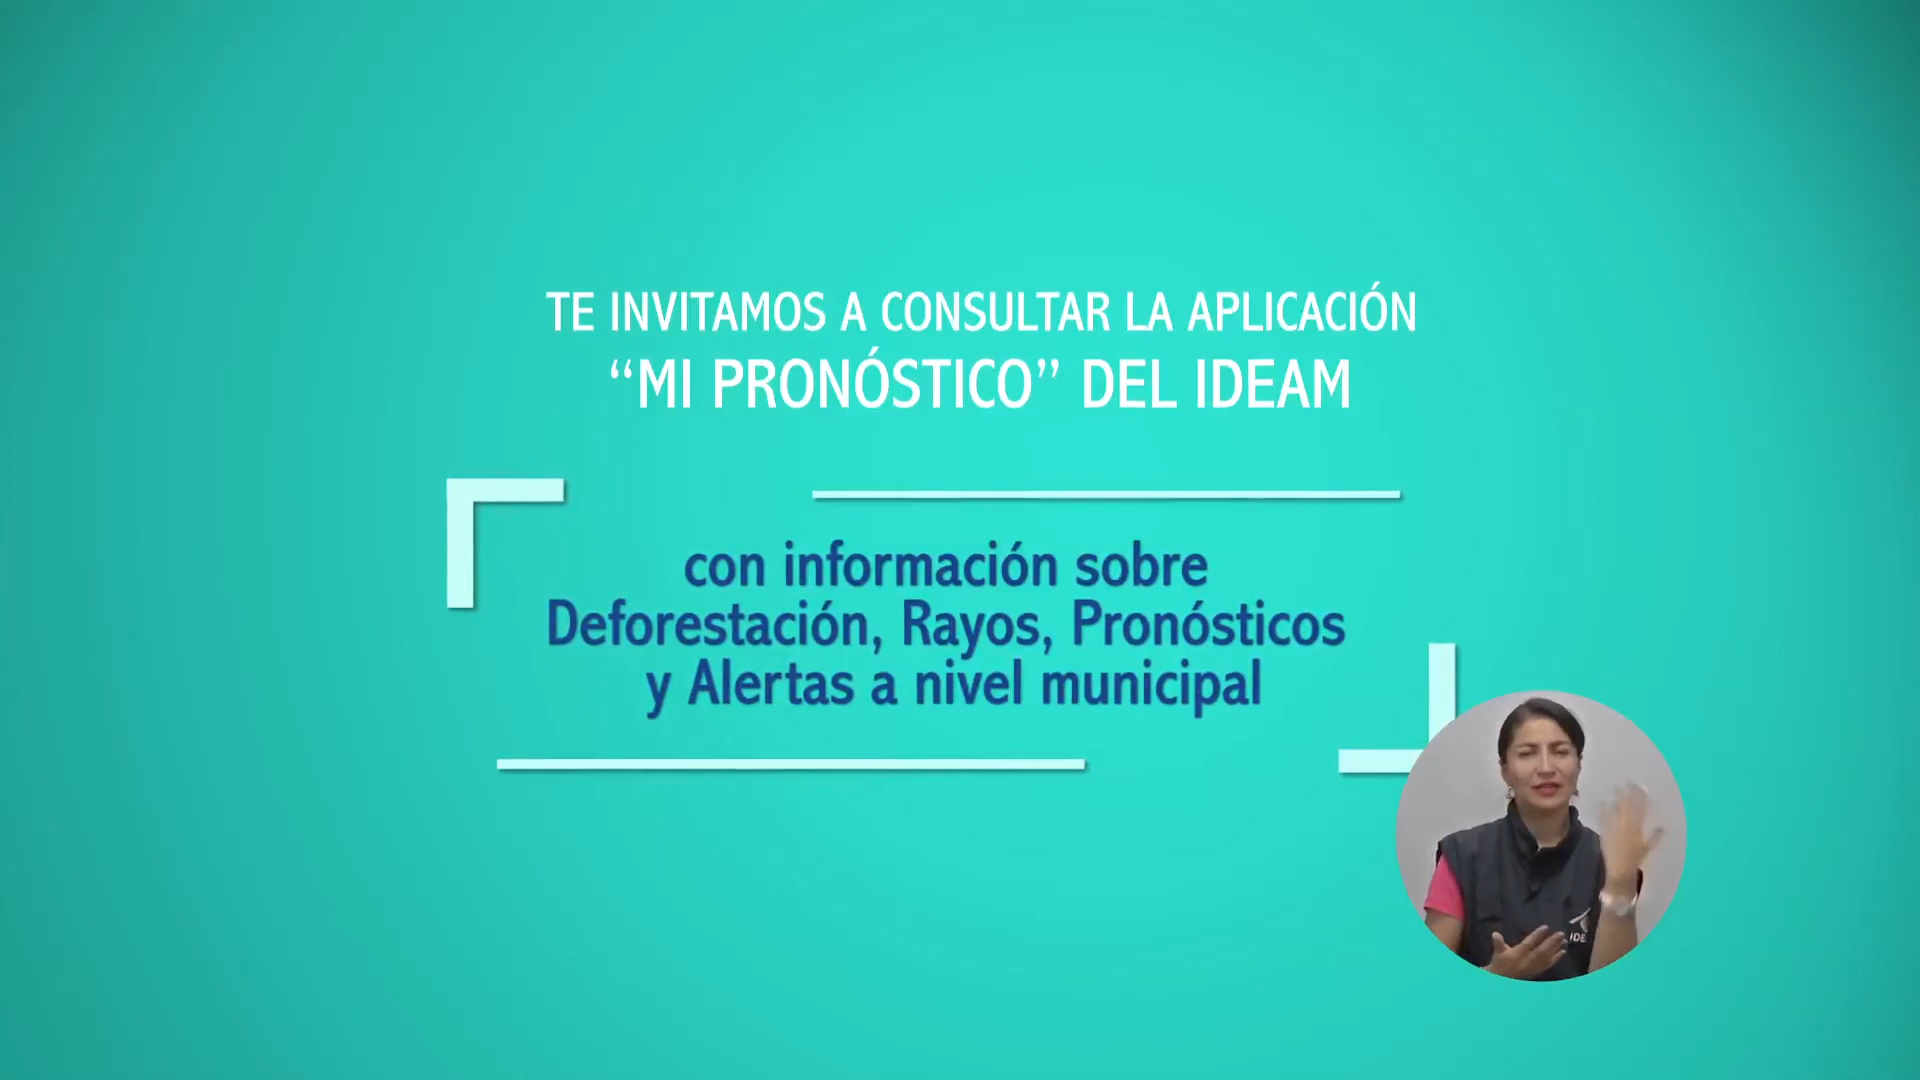 TE INVITAMOS A CONSULTAR LA APLICACIÓN
“MI PRONÓSTICO” DEL IDEAM
con información sobre
Deforestación, Rayos, Pronósticos
y Alertas a nivel municipal